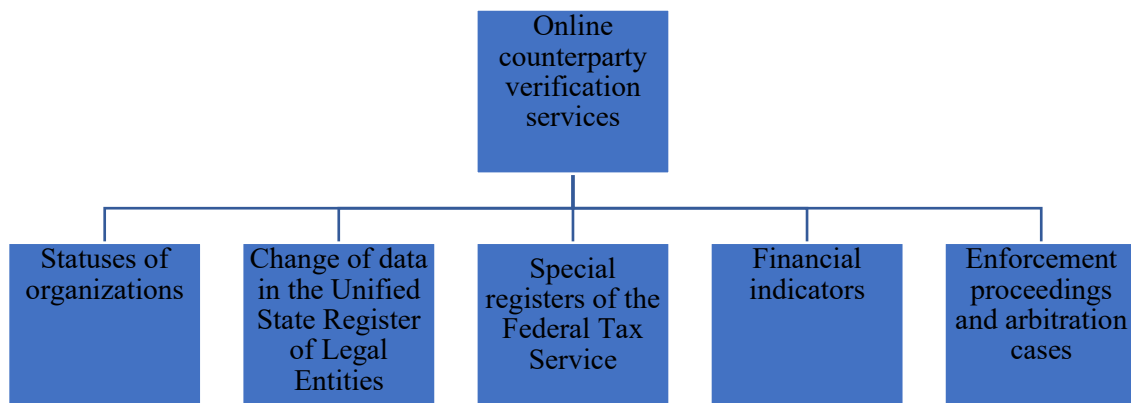 Online
counterparty
verification
services
Statuses of
organizations
Change of data
in the Unified
State Register
of Legal
Entities
Special
registers of the
Federal Tax
Service
Financial
indicators
Enforcement
proceedings
and arbitration
cases